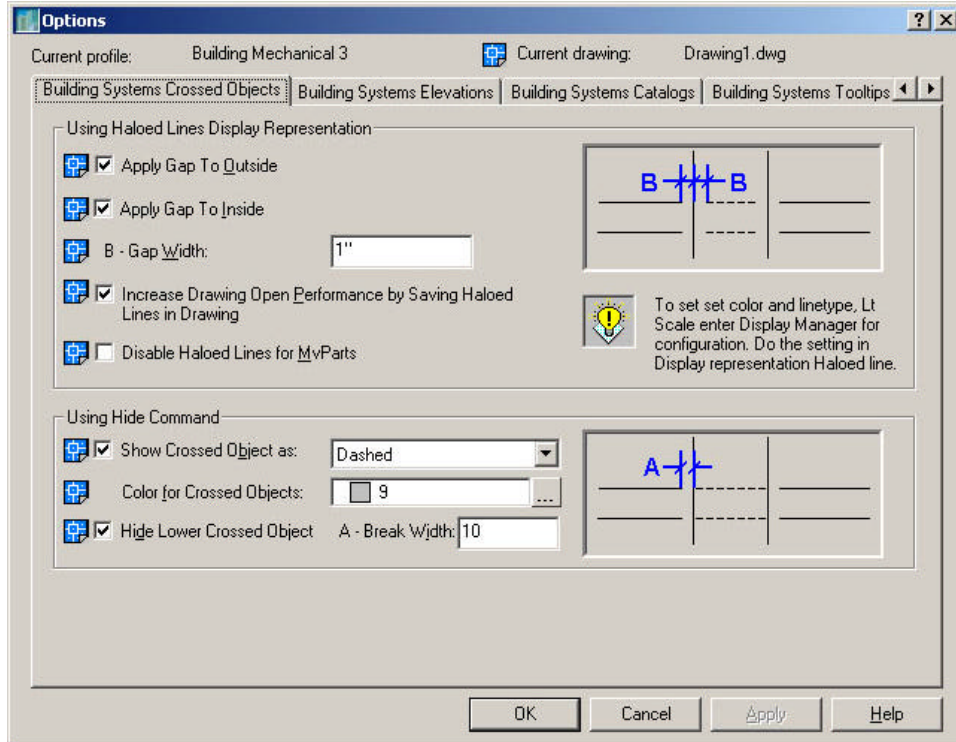 Options
Current profile: Building Mechanical 3 Current drawing: Drawing1.dwg
Building Systems Crossed Objects Building Systems Elevations Building Systems Catalogs Building Systems Tooltips
Using Haloed Lines Display Representation
Apply Gap To Outside
Apply Gap To Inside
B - Gap Width: 1"
Increase Drawing Open Performance by Saving Haloed
Lines in Drawing
Disable Haloed Lines for MvParts
B B
To set set color and linetype, Lt
Scale enter Display Manager for
configuration. Do the setting in
Display representation Haloed line.
Using Hide Command
Show Crossed Object as: Dashed
Color for Crossed Objects: 9 ...
Hide Lower Crossed Object A - Break Width: 10
A
OK Cancel Apply Help